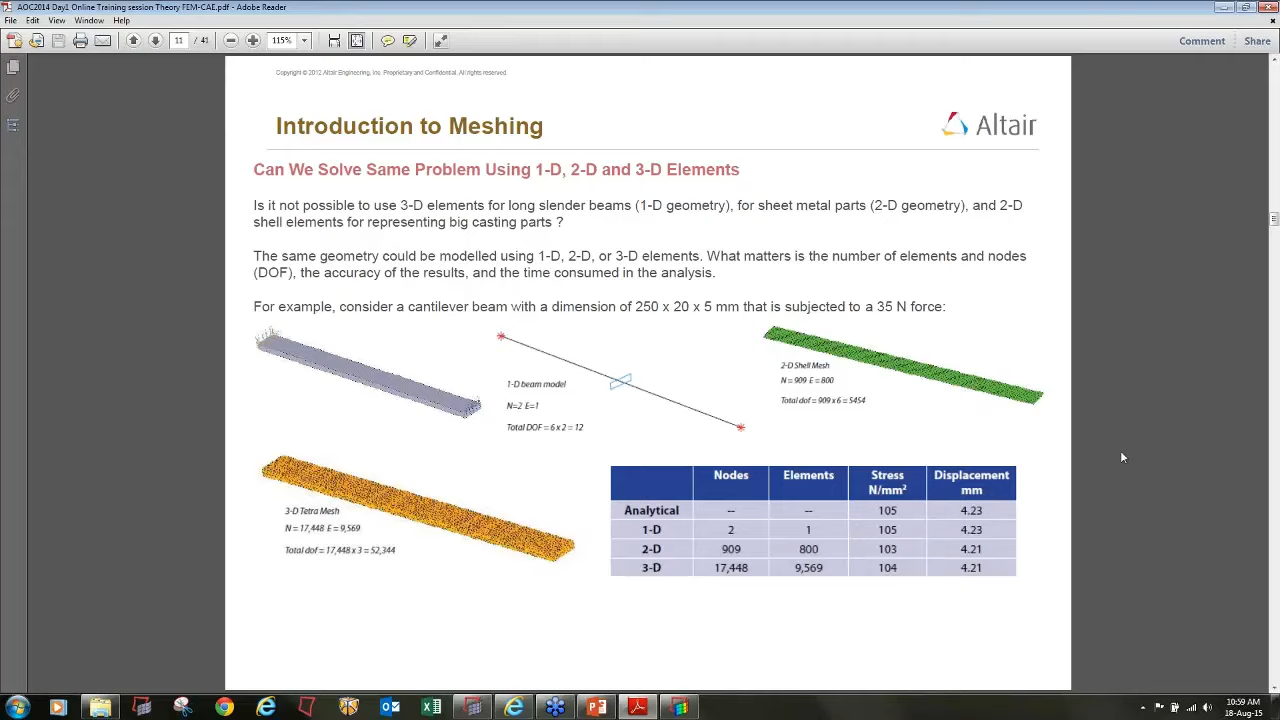 AOC2014 Day1 Online Training session Theory FEM-CAE.pdf - Adobe Reader
File Edit View Window Help
11 / 41 115% Comment Share
Copyright © 2012 Altair Engineering, Inc. Proprietary and Confidential. All rights reserved.
Introduction to Meshing
Altair
Can We Solve Same Problem Using 1-D, 2-D and 3-D Elements
Is it not possible to use 3-D elements for long slender beams (1-D geometry), for sheet metal parts (2-D geometry), and 2-D
shell elements for representing big casting parts ?
The same geometry could be modelled using 1-D, 2-D, or 3-D elements. What matters is the number of elements and nodes
(DOF), the accuracy of the results, and the time consumed in the analysis.
For example, consider a cantilever beam with a dimension of 250 x 20 x 5 mm that is subjected to a 35 N force:
1-D beam model
N=2 E=1
Total DOF = 6 x 2 = 12
2-D Shell Mesh
N = 909 E = 800
Total dof = 909 x 6 = 5454
3-D Tetra Mesh
N = 17,448 E = 9,569
Total dof = 17,448 x 3 = 52,344
Nodes Elements Stress N/mm² Displacement mm
Analytical -- -- 105 4.23
1-D 2 1 105 4.23
2-D 909 800 103 4.21
3-D 17,448 9,569 104 4.21
10:59 AM
18-Aug-15